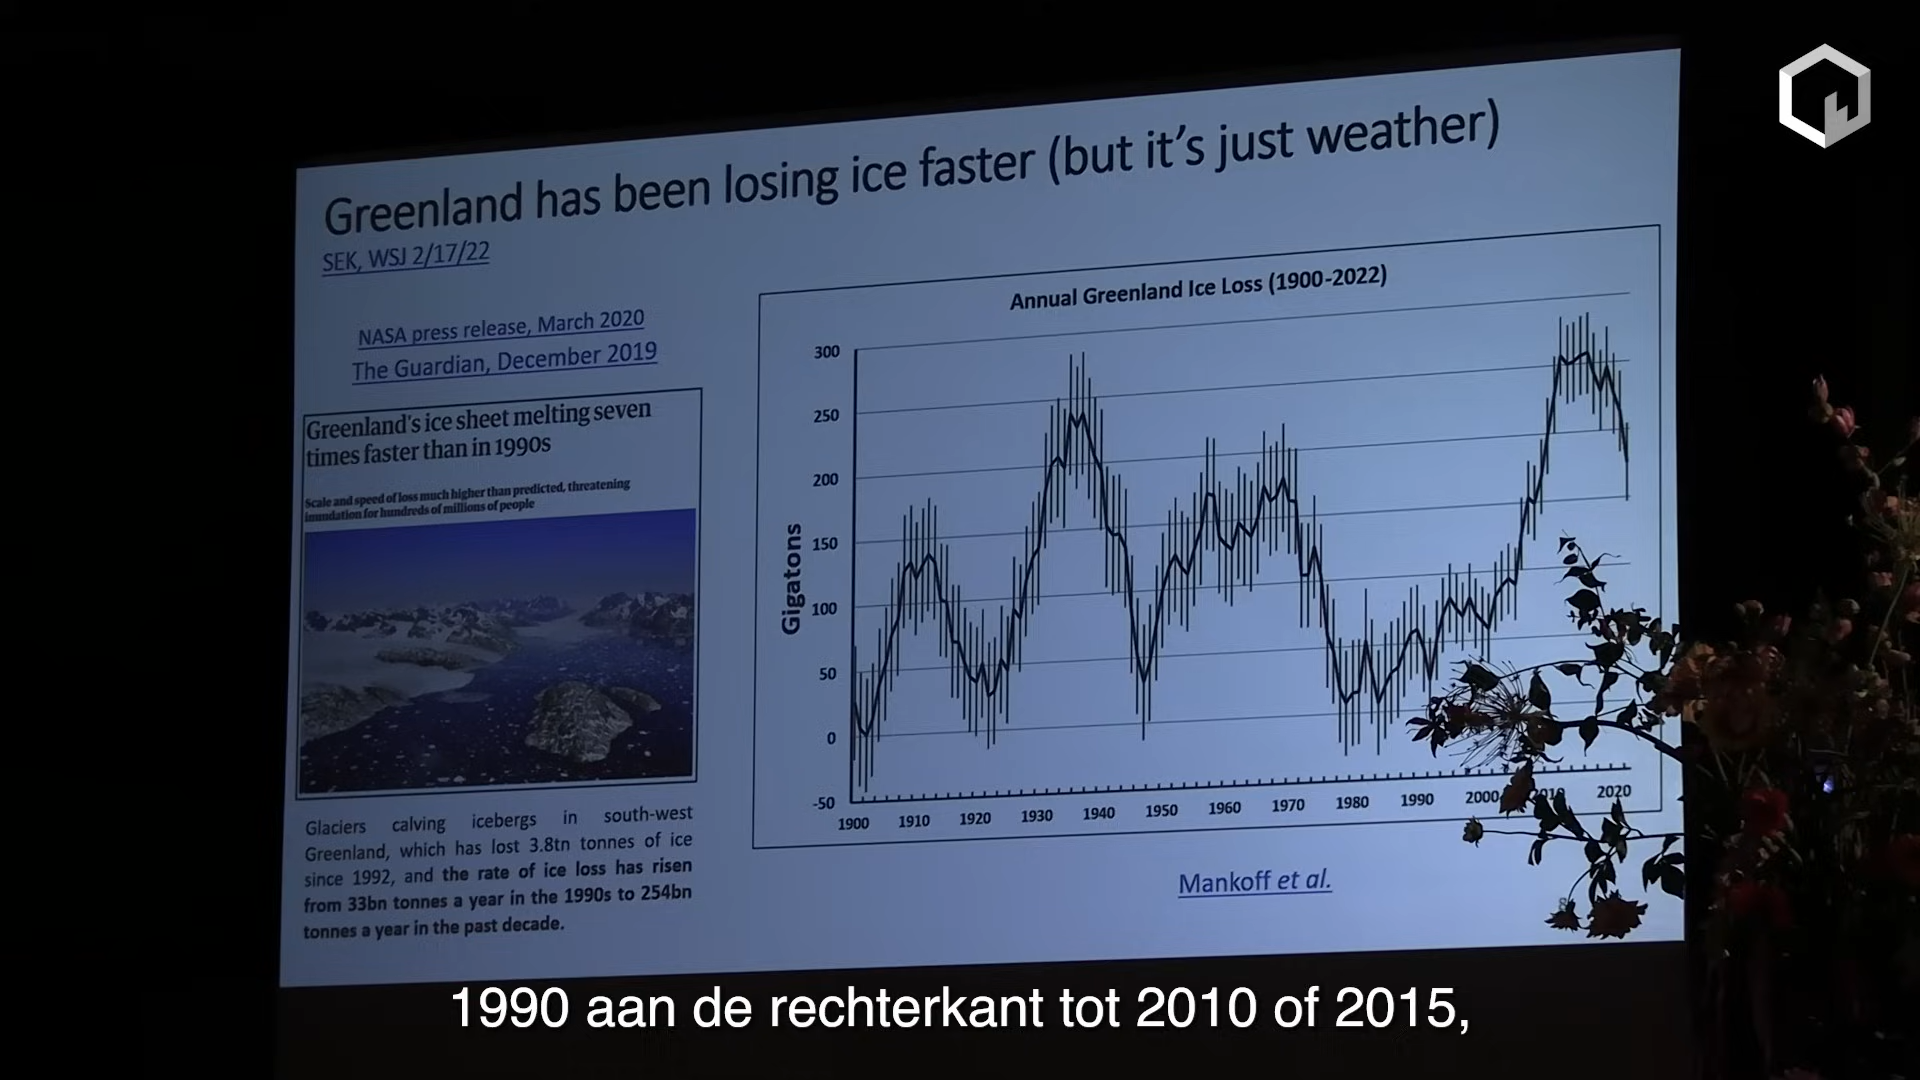 Greenland has been losing ice faster (but it's just weather)
SEK, WSJ 2/17/22
NASA press release, March 2020
The Guardian, December 2019
Greenland's ice sheet melting seven
times faster than in 1990s
Scale and speed of loss much higher than predicted, threatening
inundation for hundreds of millions of people
Glaciers calving icebergs in south-west
Greenland, which has lost 3.8tn tonnes of ice
since 1992, and the rate of ice loss has risen
from 33bn tonnes a year in the 1990s to 254bn
tonnes a year in the past decade.
Annual Greenland Ice Loss (1900-2022)
Gigatons
300
250
200
150
100
50
0
-50
1900 1910 1920 1930 1940 1950 1960 1970 1980 1990 2000 2010 2020
Mankoff et al.
8
1990 aan de rechterkant tot 2010 of 2015,